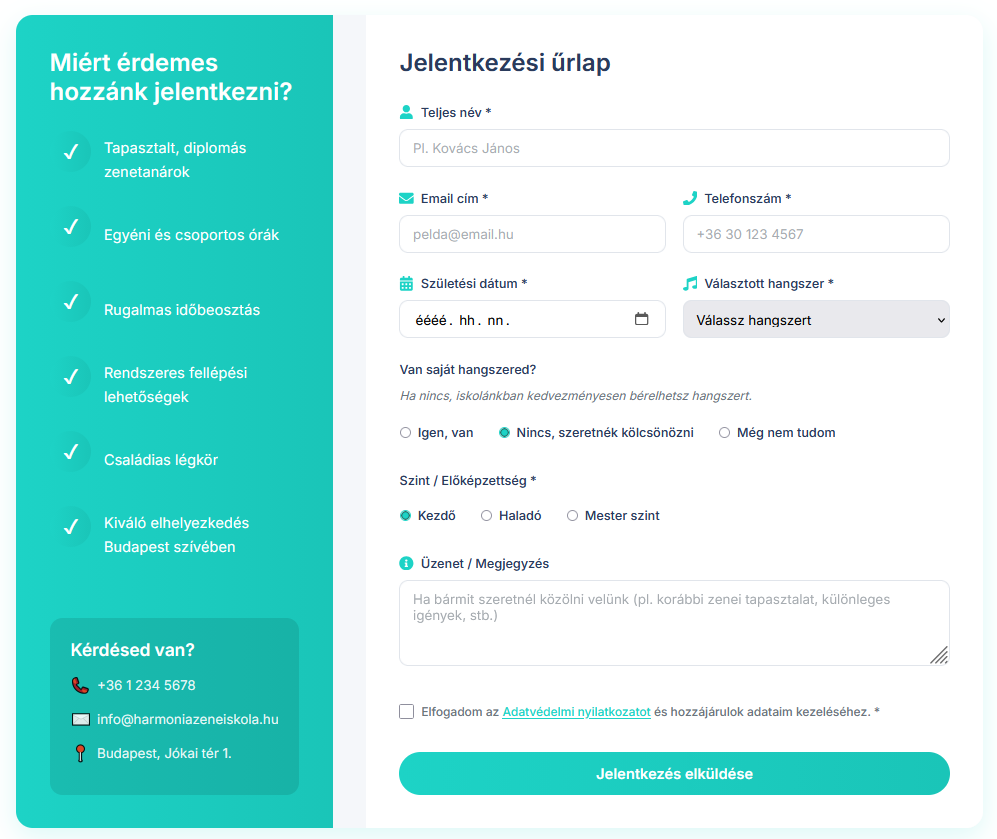 Miért érdemes
hozzánk jelentkezni?
Tapasztalt, diplomás
zenetanárok
Egyéni és csoportos órák
Rugalmas időbeosztás
Rendszeres fellépési
lehetőségek
Családias légkör
Kiváló elhelyezkedés
Budapest szívében
Kérdésed van?
+36 1 234 5678
info@harmoniazeneiskola.hu
Budapest, Jókai tér 1.
Jelentkezési űrlap
Teljes név *
Pl. Kovács János
Email cím *
Telefonszám *
pelda@email.hu
+36 30 123 4567
Születési dátum *
Választott hangszer *
éééé. hh. nn.
Válassz hangszert
Van saját hangszered?
Ha nincs, iskolánkban kedvezményesen bérelhetsz hangszert.
Igen, van
Nincs, szeretnék kölcsönözni
Még nem tudom
Szint / Előképzettség *
Kezdő
Haladó
Mester szint
Üzenet / Megjegyzés
Ha bármit szeretnél közölni velünk (pl. korábbi zenei tapasztalat, különleges
igények, stb.)
Elfogadom az Adatvédelmi nyilatkozatot és hozzájárulok adataim kezeléséhez. *
Jelentkezés elküldése